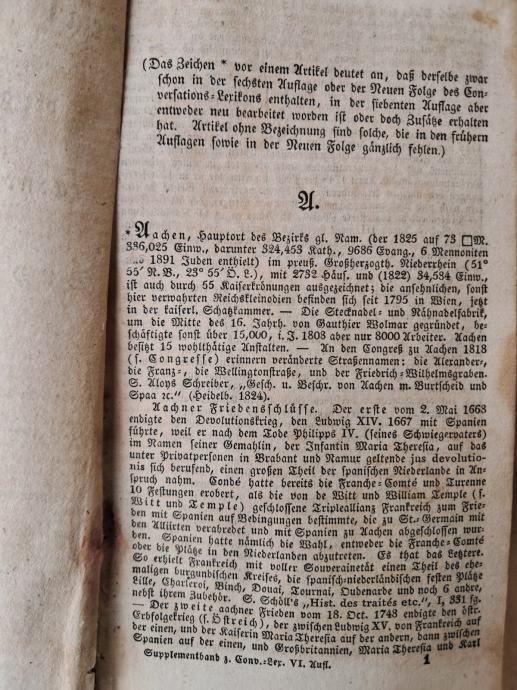 (Das Zeichen * vor einem Artikel deutet an, daß derselbe zwar
schon in der sechsten Auflage oder der Neuen Folge des Con-
versations-Lexikons enthalten, in der siebenten Auflage aber
entweder neu bearbeitet worden ist oder doch Zusätze erhalten
hat. Artikel ohne Bezeichnung sind solche, die in den frühern
Auflagen sowie in der Neuen Folge gänzlich fehlen.)
A.
*Aachen, Hauptort des Bezirks gl. Nam. (der 1825 auf 73 □M.
336,025 Einw., darunter 324,453 Kath., 9686 Evang., 6 Mennoniten
und 1891 Juden enthielt) im preuß. Großherzogth. Niederrhein (51°
55′ N. B., 23° 55′ Ö. L.), mit 2732 Häus. und (1822) 34,584 Einw.,
ist auch durch 55 Kaiserkrönungen ausgezeichnet; die ansehnlichen, sonst
hier verwahrten Reichskleinodien befinden sich seit 1795 in Wien, jetzt
in der kaiserl. Schatzkammer. — Die Stecknadel- und Nähnadelfabrik,
um die Mitte des 16. Jahrh. von Gauthier Wolmar gegründet, be-
schäftigte sonst über 15,000, i. J. 1808 aber nur 8000 Arbeiter. Aachen
besitzt 15 wohlthätige Anstalten. — An den Congreß zu Aachen 1818
(s. Congresse) erinnern veränderte Straßennamen: die Alexander-,
die Franz-, die Wellingtonstraße, und der Friedrich-Wilhelmsgraben.
S. Aloys Schreiber, „Gesch. u. Beschr. von Aachen m. Burtscheid und
Spaa ꝛc.“ (Heidelb. 1824).
Aachner Friedensschlüsse. Der erste vom 2. Mai 1668
endigte den Devolutionskrieg, den Ludwig XIV. 1667 mit Spanien
führte, weil er nach dem Tode Philipps IV. (seines Schwiegervaters)
im Namen seiner Gemahlin, der Infantin Maria Theresia, auf das
unter Privatpersonen in Brabant und Namur geltende jus devolutio-
nis sich berufend, einen großen Theil der spanischen Niederlande in An-
spruch nahm. Condé hatte bereits die Franche-Comté und Turenne
10 Festungen erobert, als die von de Witt und William Temple (s.
Witt und Temple) geschlossene Tripleallianz Frankreich zum Frie-
den mit Spanien auf Bedingungen bestimmte, die zu St.-Germain mit
den Alliirten verabredet und mit Spanien zu Aachen abgeschlossen wur-
den. Spanien hatte nämlich die Wahl, entweder die Franche-Comté
oder die Plätze in den Niederlanden abzutreten. Es that das Letztere.
So erhielt Frankreich mit voller Souverainetät einen Theil des ehe-
maligen burgundischen Kreises, die spanisch-niederländischen festen Plätze
Lille, Charleroi, Binch, Douai, Tournai, Oudenarde und noch 6 andre,
nebst ihrem Zubehör. S. Schöll's „Hist. des traités etc.“, I, 331 fg.
— Der zweite aachner Frieden vom 18. Oct. 1748 endigte den östr.
Erbfolgekrieg (s. Östreich), der zwischen Ludwig XV. von Frankreich auf
der einen, und der Kaiserin Maria Theresia auf der andern, dann zwischen
Spanien auf der einen, und Großbritannien, Maria Theresia und Karl
Supplementband z. Conv.-Lex. VI. Aufl. 1